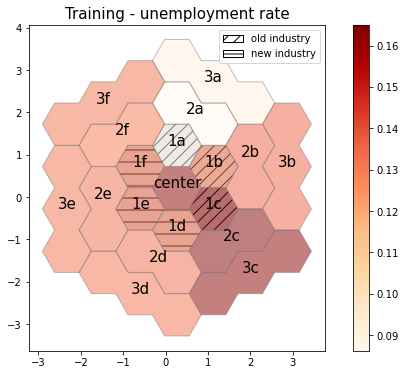 Training - unemployment rate
old industry
new industry
3a
3f
2a
2f
1a
1f
1b
2b
3b
center
2e
3e
1e
1c
1d
2c
2d
3c
3d
4
3
2
1
0
−1
−2
−3
−3
−2
−1
0
1
2
3
0.16
0.15
0.14
0.13
0.12
0.11
0.10
0.09